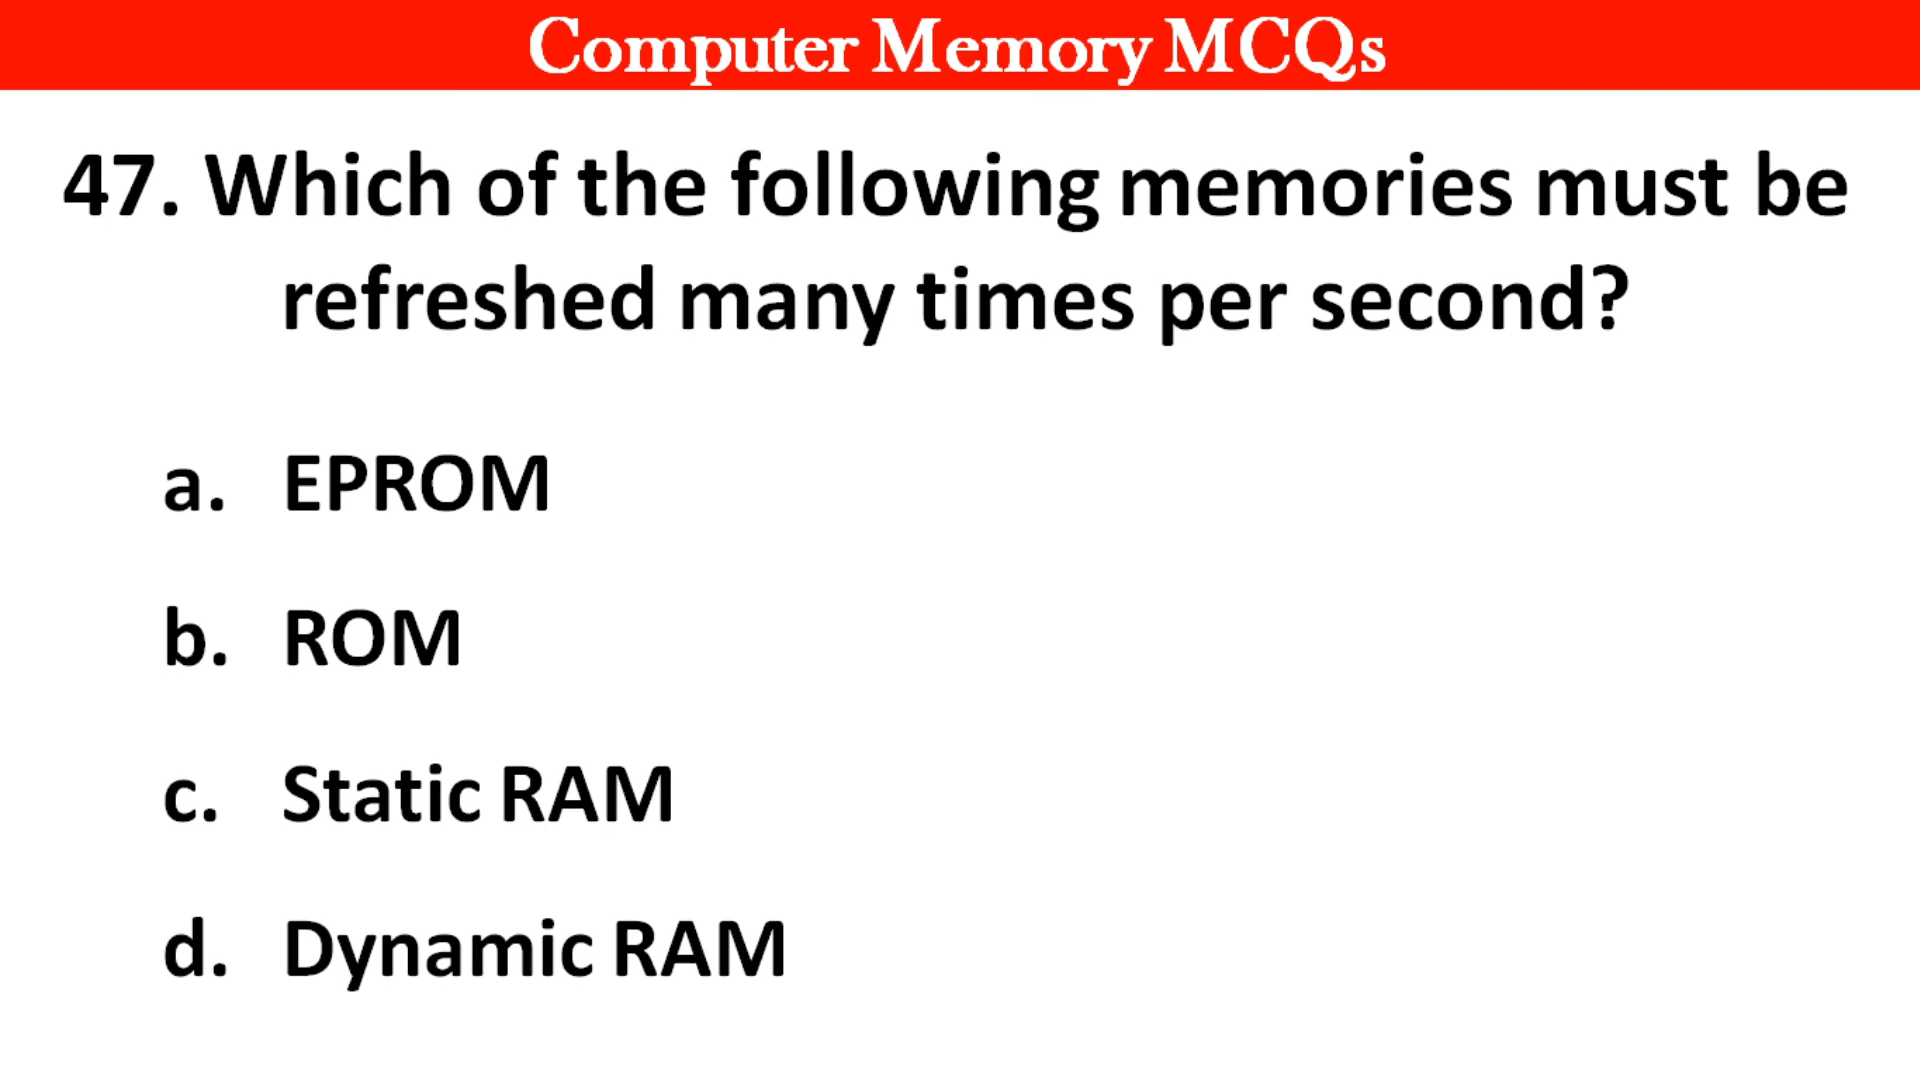 Computer Memory MCQs
47. Which of the following memories must be
refreshed many times per second?
a. EPROM
b. ROM
c. Static RAM
d. Dynamic RAM